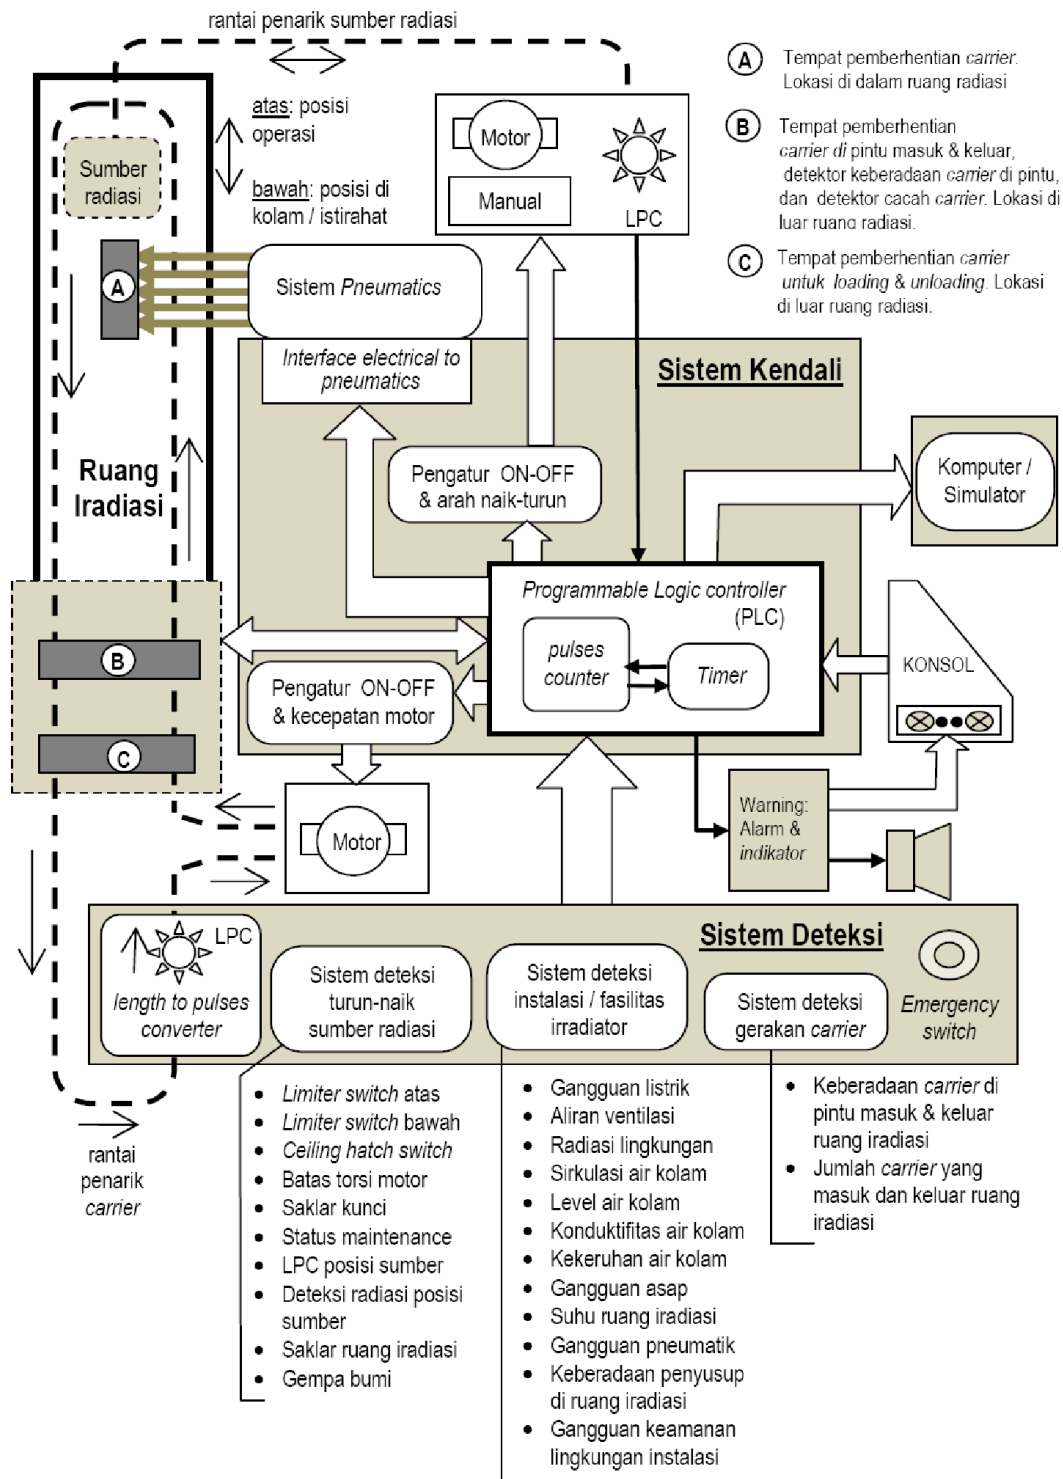 rantai penarik sumber radiasi
atas: posisi
operasi
bawah: posisi di
kolam / istirahat
Sumber
radiasi
Motor
Manual
LPC
A
Tempat pemberhentian carrier.
Lokasi di dalam ruang radiasi
B
Tempat pemberhentian
carrier di pintu masuk & keluar,
detektor keberadaan carrier di pintu,
dan detektor cacah carrier. Lokasi di
luar ruang radiasi.
C
Tempat pemberhentian carrier
untuk loading & unloading. Lokasi
di luar ruang radiasi.
A
Sistem Pneumatics
Interface electrical to
pneumatics
Sistem Kendali
Pengatur ON-OFF
& arah naik-turun
Komputer /
Simulator
Ruang
Iradiasi
Programmable Logic controller
(PLC)
pulses
counter
Timer
KONSOL
B
Pengatur ON-OFF
& kecepatan motor
C
Motor
Warning:
Alarm &
indikator
Sistem Deteksi
LPC
length to pulses
converter
Sistem deteksi
turun-naik
sumber radiasi
Sistem deteksi
instalasi / fasilitas
irradiator
Sistem deteksi
gerakan carrier
Emergency
switch
rantai
penarik
carrier
• Limiter switch atas
• Limiter switch bawah
• Ceiling hatch switch
• Batas torsi motor
• Saklar kunci
• Status maintenance
• LPC posisi sumber
• Deteksi radiasi posisi
sumber
• Saklar ruang iradiasi
• Gempa bumi
• Gangguan listrik
• Aliran ventilasi
• Radiasi lingkungan
• Sirkulasi air kolam
• Level air kolam
• Konduktifitas air kolam
• Kekeruhan air kolam
• Gangguan asap
• Suhu ruang iradiasi
• Gangguan pneumatik
• Keberadaan penyusup
di ruang iradiasi
• Gangguan keamanan
lingkungan instalasi
• Keberadaan carrier di
pintu masuk & keluar
ruang iradiasi
• Jumlah carrier yang
masuk dan keluar ruang
iradiasi